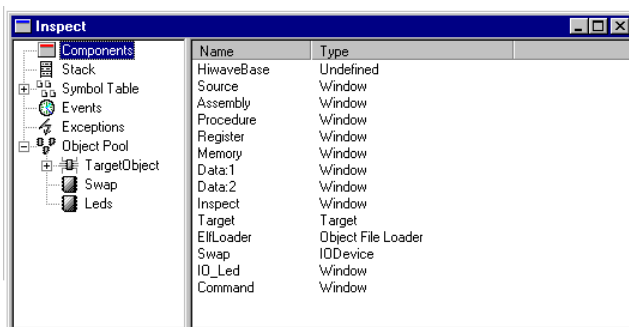 Inspect
Components
Stack
Symbol Table
Events
Exceptions
Object Pool
TargetObject
Swap
Leds
Name Type
HiwaveBase Undefined
Source Window
Assembly Window
Procedure Window
Register Window
Memory Window
Data:1 Window
Data:2 Window
Inspect Window
Target Target
ElfLoader Object File Loader
Swap IODevice
IO_Led Window
Command Window